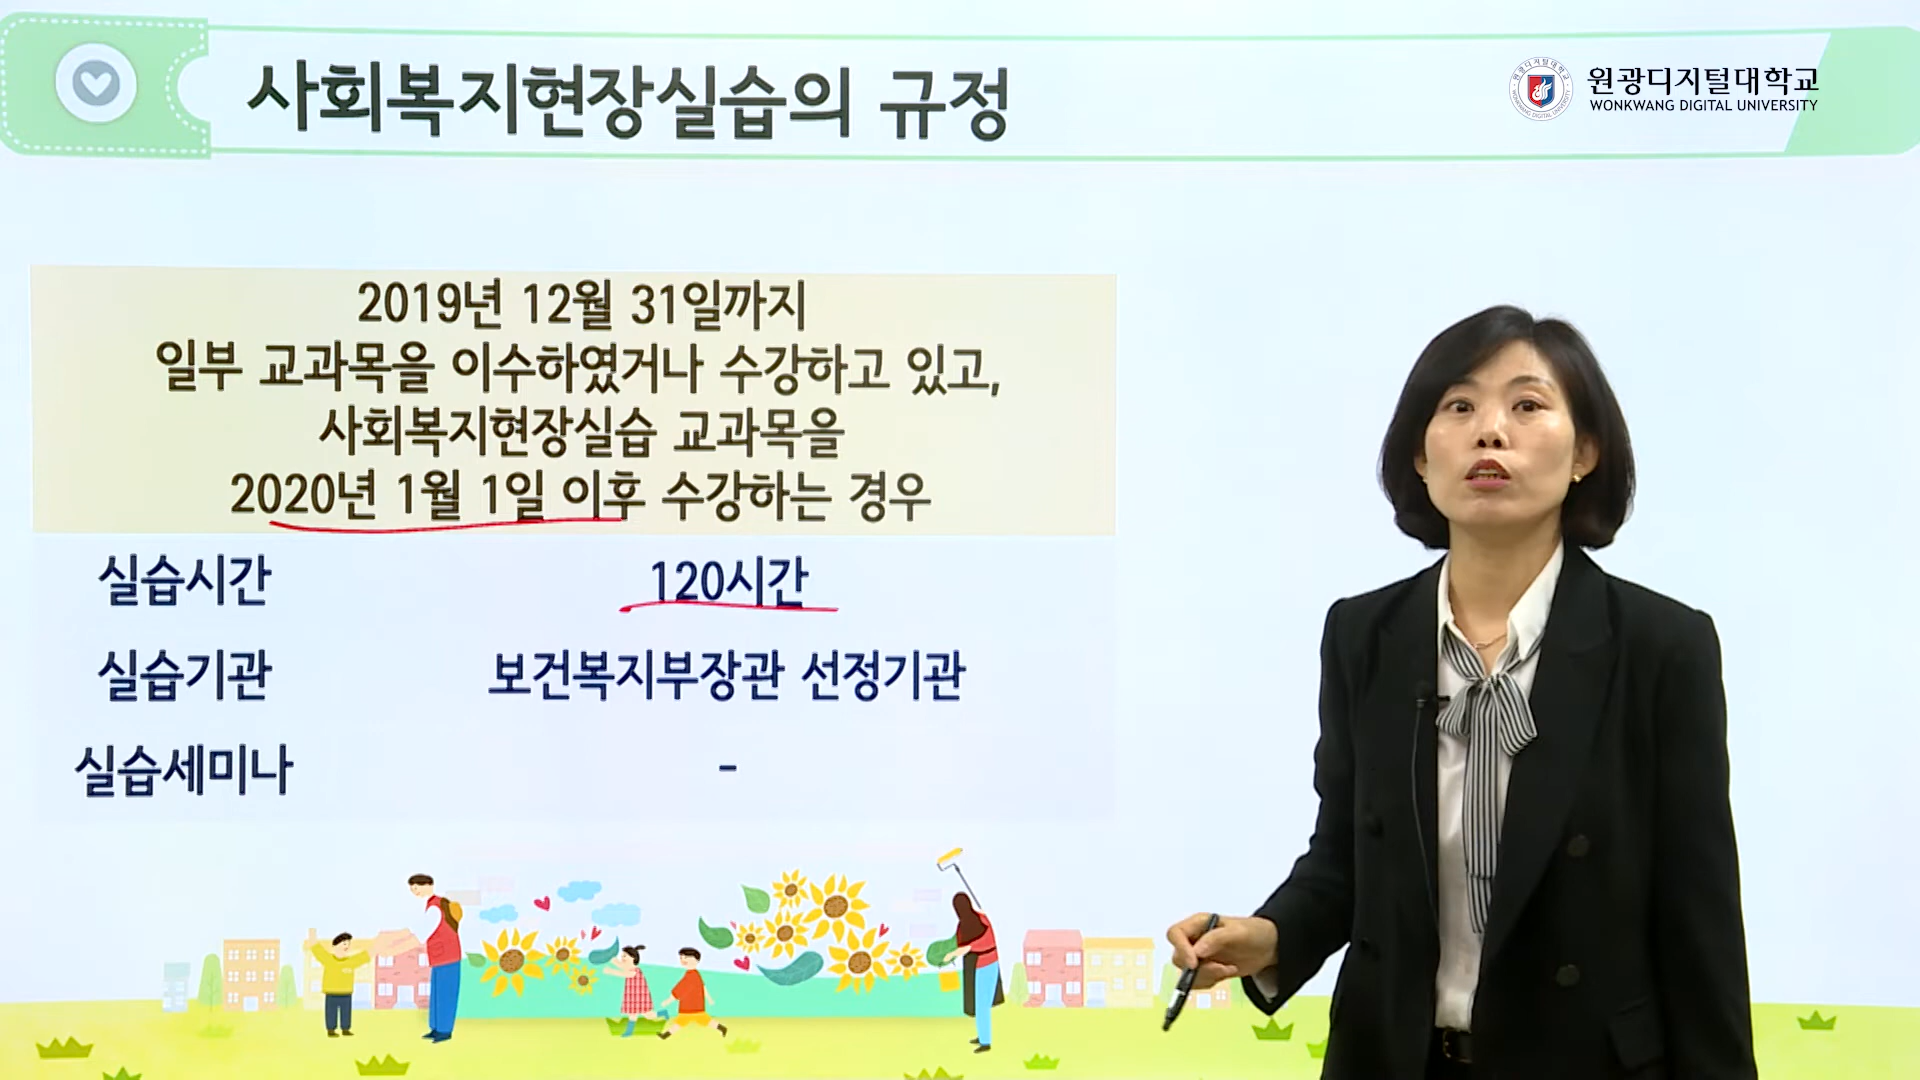 사회복지현장실습의 규정
원광디지털대학교
WONKWANG DIGITAL UNIVERSITY
2019년 12월 31일까지
일부 교과목을 이수하였거나 수강하고 있고,
사회복지현장실습 교과목을
2020년 1월 1일 이후 수강하는 경우
실습시간 120시간
실습기관 보건복지부장관 선정기관
실습세미나 -